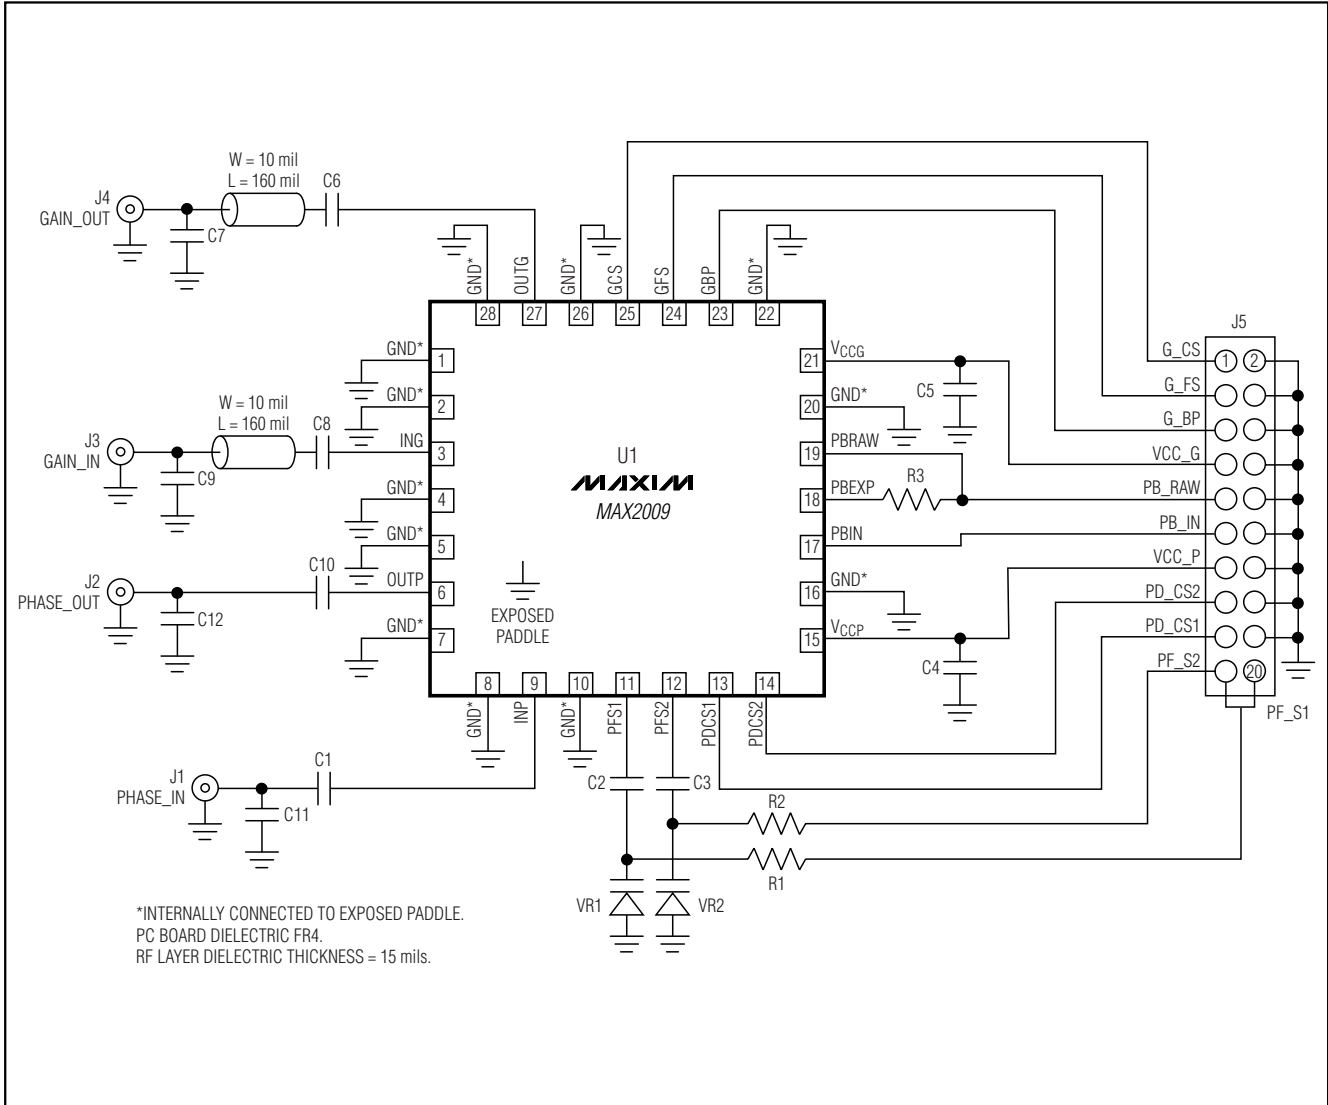 W = 10 mil
L = 160 mil
C6
J4
GAIN_OUT
C7
GND*
OUTG
GND*
GCS
GFS
GBP
GND*
28
27
26
25
24
23
22
J5
GND*
1
21
VCCG
G_CS
1
2
GND*
2
20
GND*
C5
G_FS
W = 10 mil
L = 160 mil
C8
J3
GAIN_IN
C9
ING
3
19
PBRAW
G_BP
U1
MAXIM
MAX2009
VCC_G
GND*
4
18
PBEXP
R3
PB_RAW
GND*
5
17
PBIN
PB_IN
C10
J2
PHASE_OUT
C12
OUTP
6
16
GND*
VCC_P
EXPOSED
PADDLE
PD_CS2
GND*
7
15
VCCP
PD_CS1
C4
PF_S2
20
PF_S1
8
9
10
11
12
13
14
GND*
INP
GND*
PFS1
PFS2
PDCS1
PDCS2
C1
J1
PHASE_IN
C11
C2
C3
R2
R1
VR1
VR2
*INTERNALLY CONNECTED TO EXPOSED PADDLE.
PC BOARD DIELECTRIC FR4.
RF LAYER DIELECTRIC THICKNESS = 15 mils.